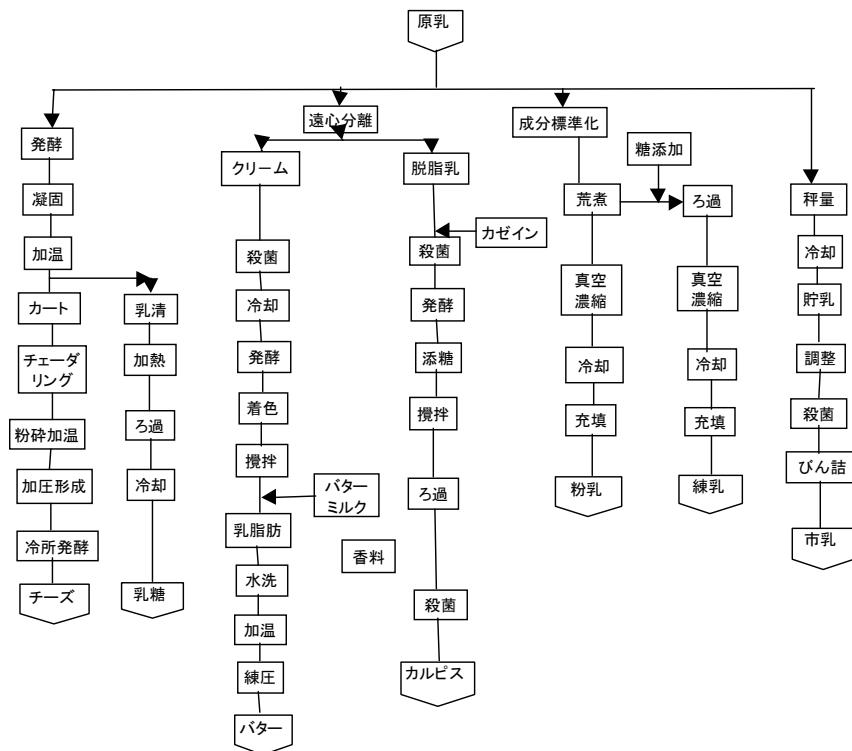 原乳
発酵
凝固
加温
カート
チェーダ
リング
粉砕加温
加圧形成
冷所発酵
チーズ
乳清
加熱
ろ過
冷却
乳糖
遠心分離
クリーム
殺菌
冷却
発酵
着色
攪拌
バター
ミルク
乳脂肪
水洗
加温
練圧
バター
脱脂乳
カゼイン
殺菌
発酵
添糖
攪拌
ろ過
香料
殺菌
カルピス
成分標準化
荒煮
真空
濃縮
冷却
充填
粉乳
糖添加
ろ過
真空
濃縮
冷却
充填
練乳
秤量
冷却
貯乳
調整
殺菌
びん詰
市乳